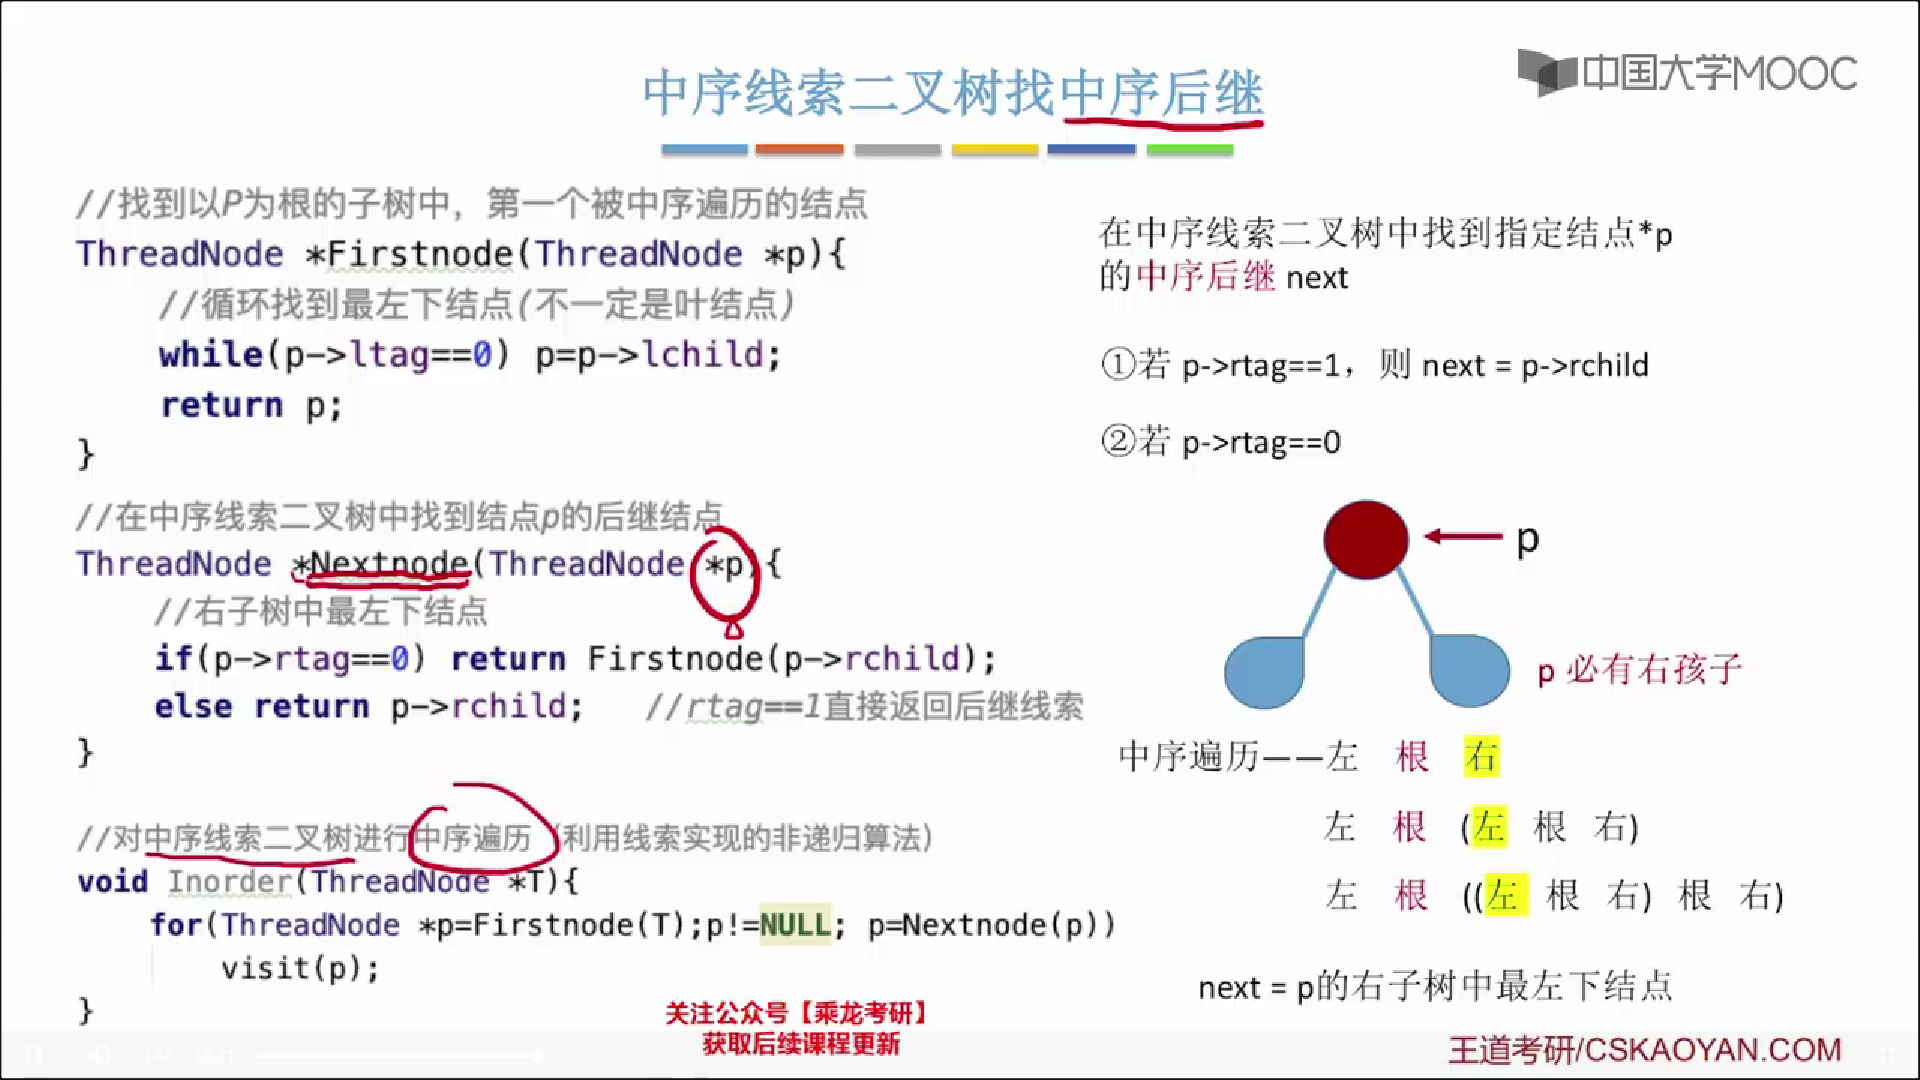 中国大学MOOC
中序线索二叉树找中序后继
//找到以P为根的子树中，第一个被中序遍历的结点
ThreadNode *Firstnode(ThreadNode *p){
//循环找到最左下结点(不一定是叶结点)
while(p->ltag==0) p=p->lchild;
return p;
}
//在中序线索二叉树中找到结点p的后继结点
ThreadNode *Nextnode(ThreadNode *p){
//右子树中最左下结点
if(p->rtag==0) return Firstnode(p->rchild);
else return p->rchild; //rtag==1直接返回后继线索
}
//对中序线索二叉树进行中序遍历（利用线索实现的非递归算法）
void Inorder(ThreadNode *T){
for(ThreadNode *p=Firstnode(T);p!=NULL; p=Nextnode(p))
visit(p);
}
在中序线索二叉树中找到指定结点*p
的中序后继 next
①若 p->rtag==1，则 next = p->rchild
②若 p->rtag==0
p
p 必有右孩子
中序遍历——左 根 右
左 根 (左 根 右)
左 根 ((左 根 右) 根 右)
next = p的右子树中最左下结点
关注公众号【乘龙考研】
获取后续课程更新
王道考研/CSKAOYAN.COM
3:42 / 18:21